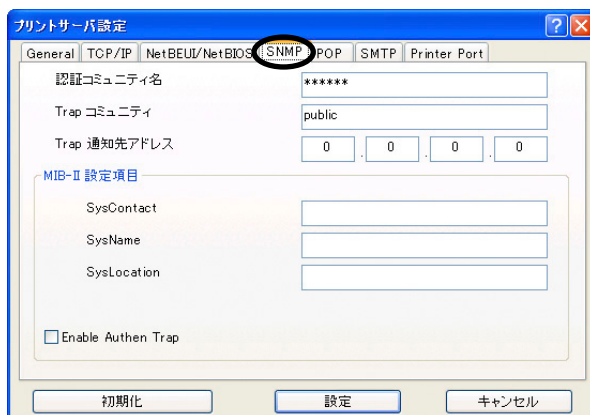 プリントサーバ設定
General TCP/IP NetBEUI/NetBIOS SNMP POP SMTP Printer Port
認証コミュニティ名 ******
Trap コミュニティ public
Trap 通知先アドレス 0 . 0 . 0 . 0
MIB-II 設定項目
SysContact
SysName
SysLocation
Enable Authen Trap
初期化 設定 キャンセル